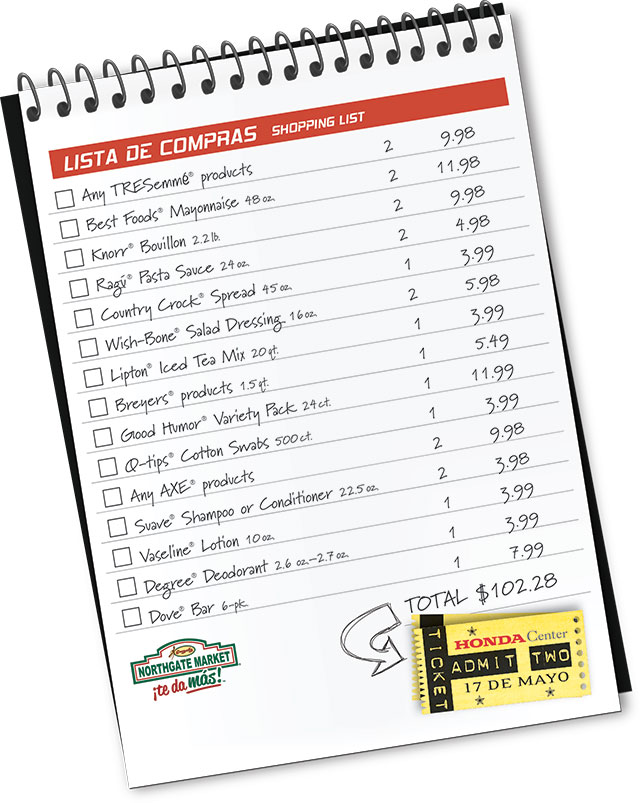 LISTA DE COMPRAS SHOPPING LIST
Any TRESemmé® products 2 9.98
Best Foods® Mayonnaise 48 oz. 2 11.98
Knorr® Bouillon 2.2 lb. 2 9.98
Ragú® Pasta Sauce 24 oz. 2 4.98
Country Crock® Spread 45 oz. 1 3.99
Wish-Bone® Salad Dressing 16 oz. 2 5.98
Lipton® Iced Tea Mix 20 qt. 1 3.99
Breyers® products 1.5 qt. 1 5.49
Good Humor® Variety Pack 24 ct. 1 11.99
Q-tips® Cotton Swabs 500 ct. 1 3.99
Any AXE® products 2 9.98
Suave® Shampoo or Conditioner 22.5 oz. 2 3.98
Vaseline® Lotion 10 oz. 1 3.99
Degree® Deodorant 2.6 oz.–2.7 oz. 1 3.99
Dove® Bar 6-pk. 1 7.99
TOTAL $102.28
NORTHGATE MARKET
¡te da más!
TICKET
HONDA Center
ADMIT TWO
17 DE MAYO